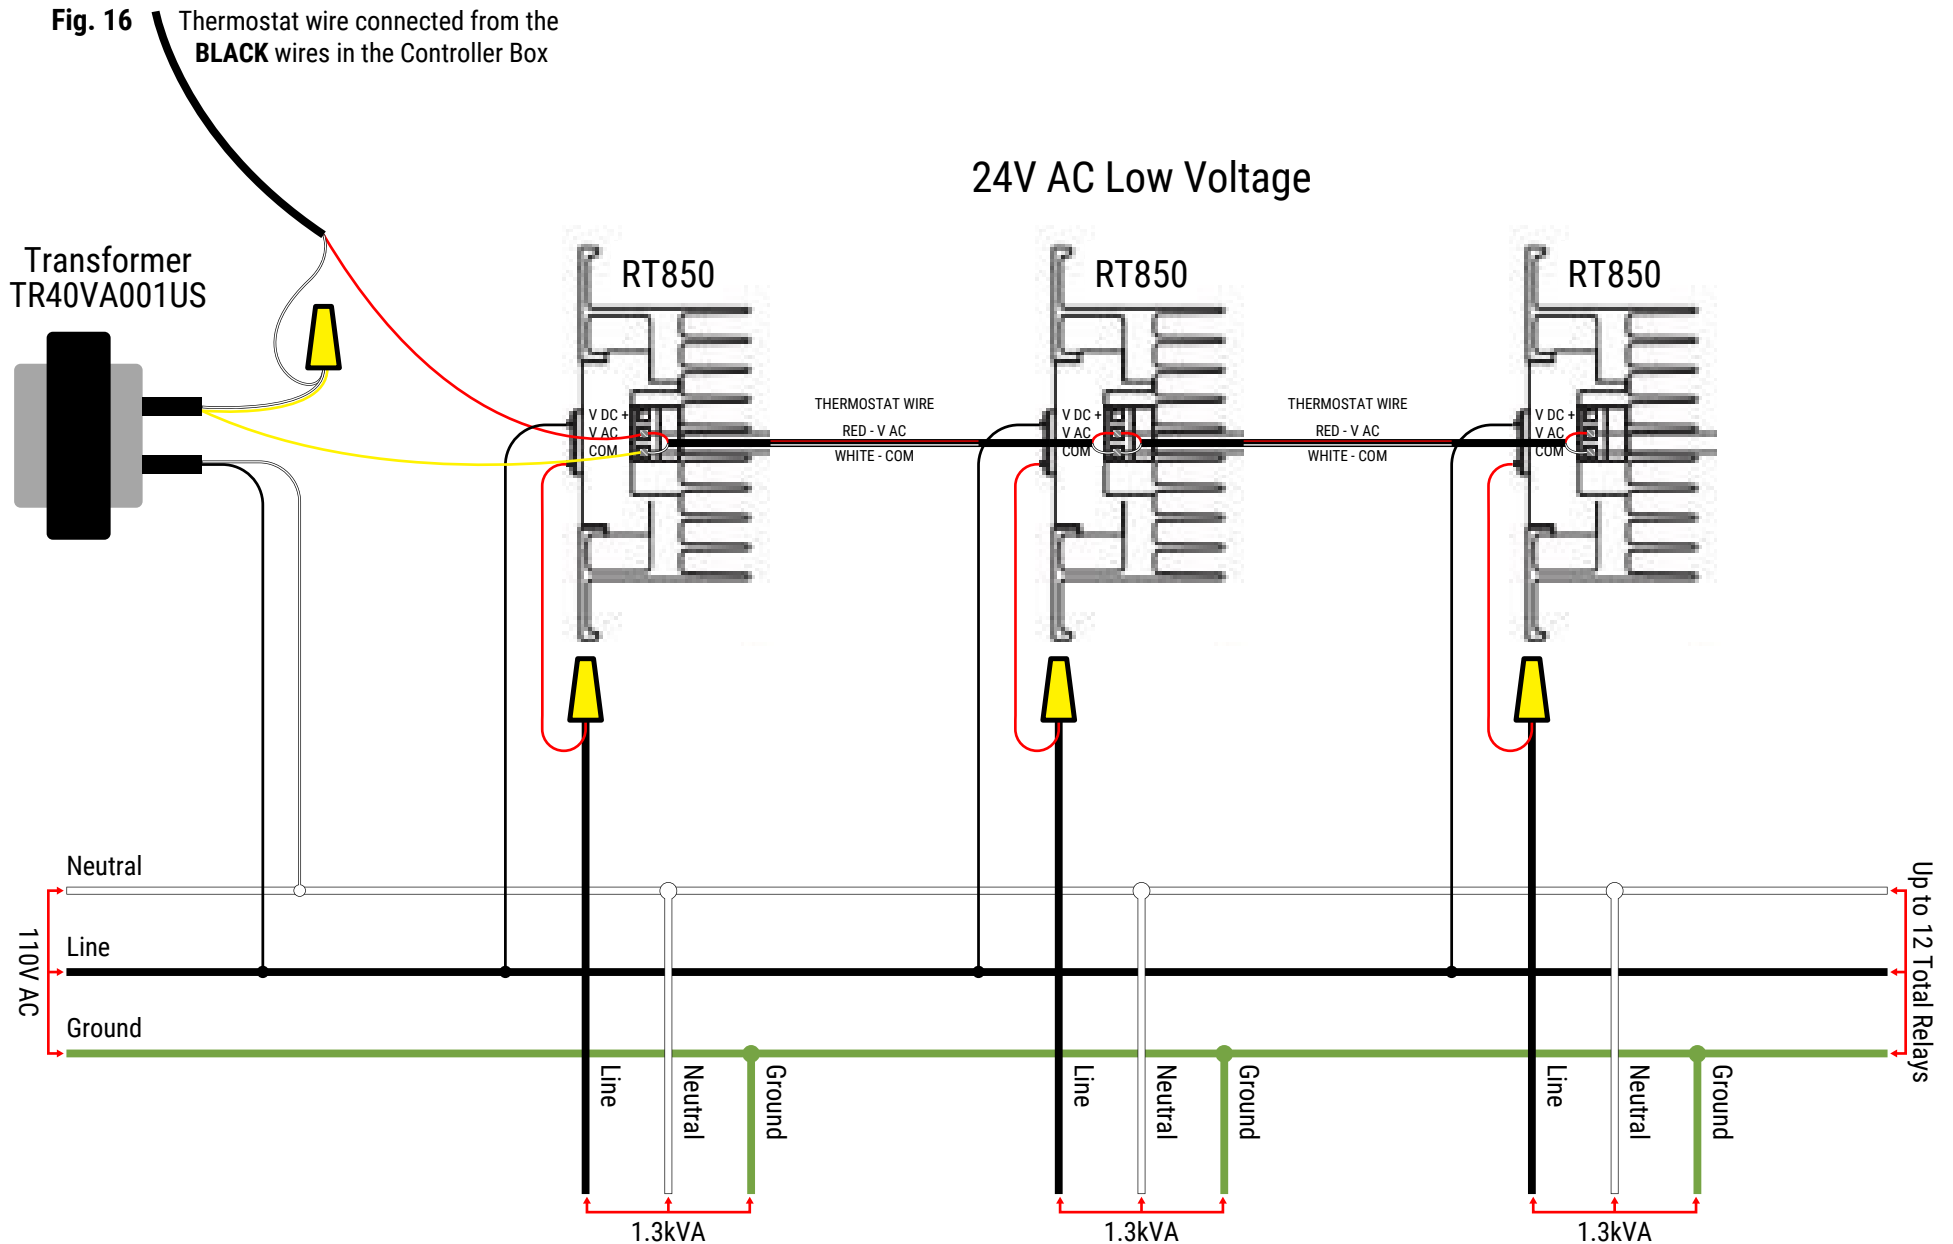 Fig. 16
Thermostat wire connected from the
BLACK wires in the Controller Box
24V AC Low Voltage
Transformer
TR40VA001US
RT850
RT850
RT850
V DC +
V AC
COM
THERMOSTAT WIRE
RED - V AC
WHITE - COM
V DC +
V AC
COM
THERMOSTAT WIRE
RED - V AC
WHITE - COM
V DC +
V AC
COM
Neutral
Line
Ground
110V AC
Up to 12 Total Relays
Line
Neutral
Ground
Line
Neutral
Ground
Line
Neutral
Ground
1.3kVA
1.3kVA
1.3kVA